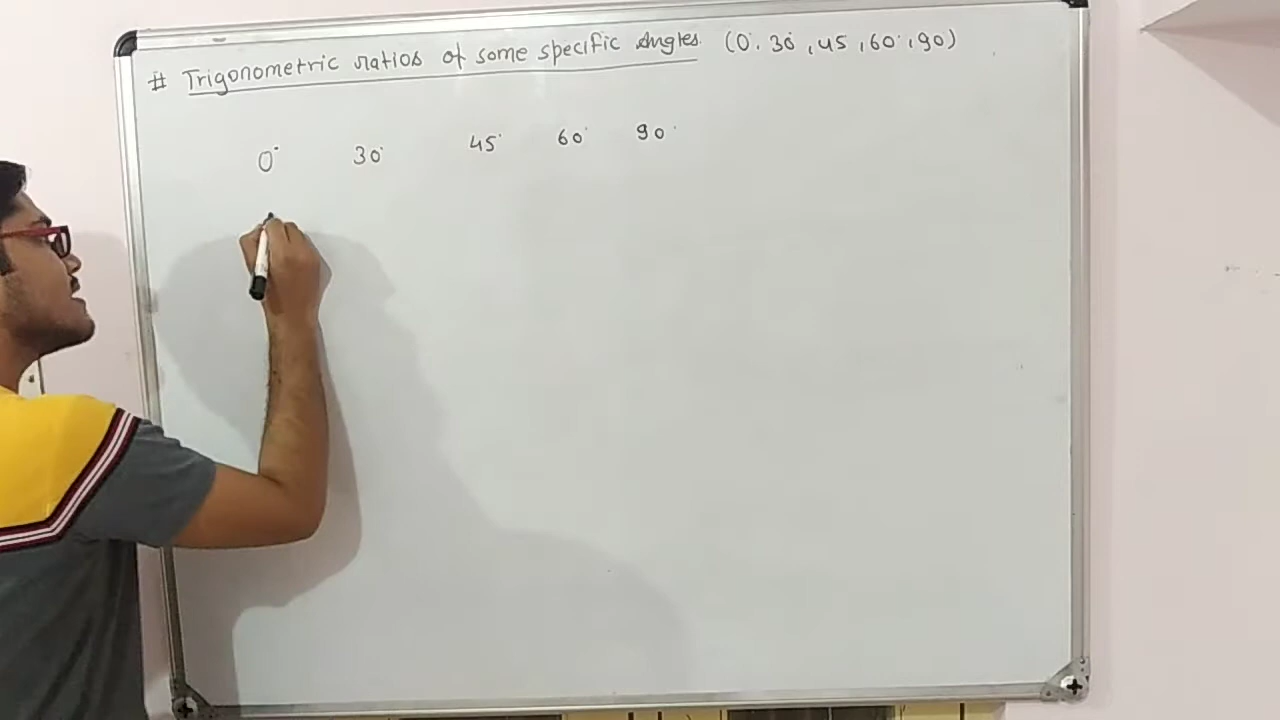 # Trigonometric ratios of some specific Angles (0°, 30°, 45, 60°, 90)
0° 30° 45° 60° 90°